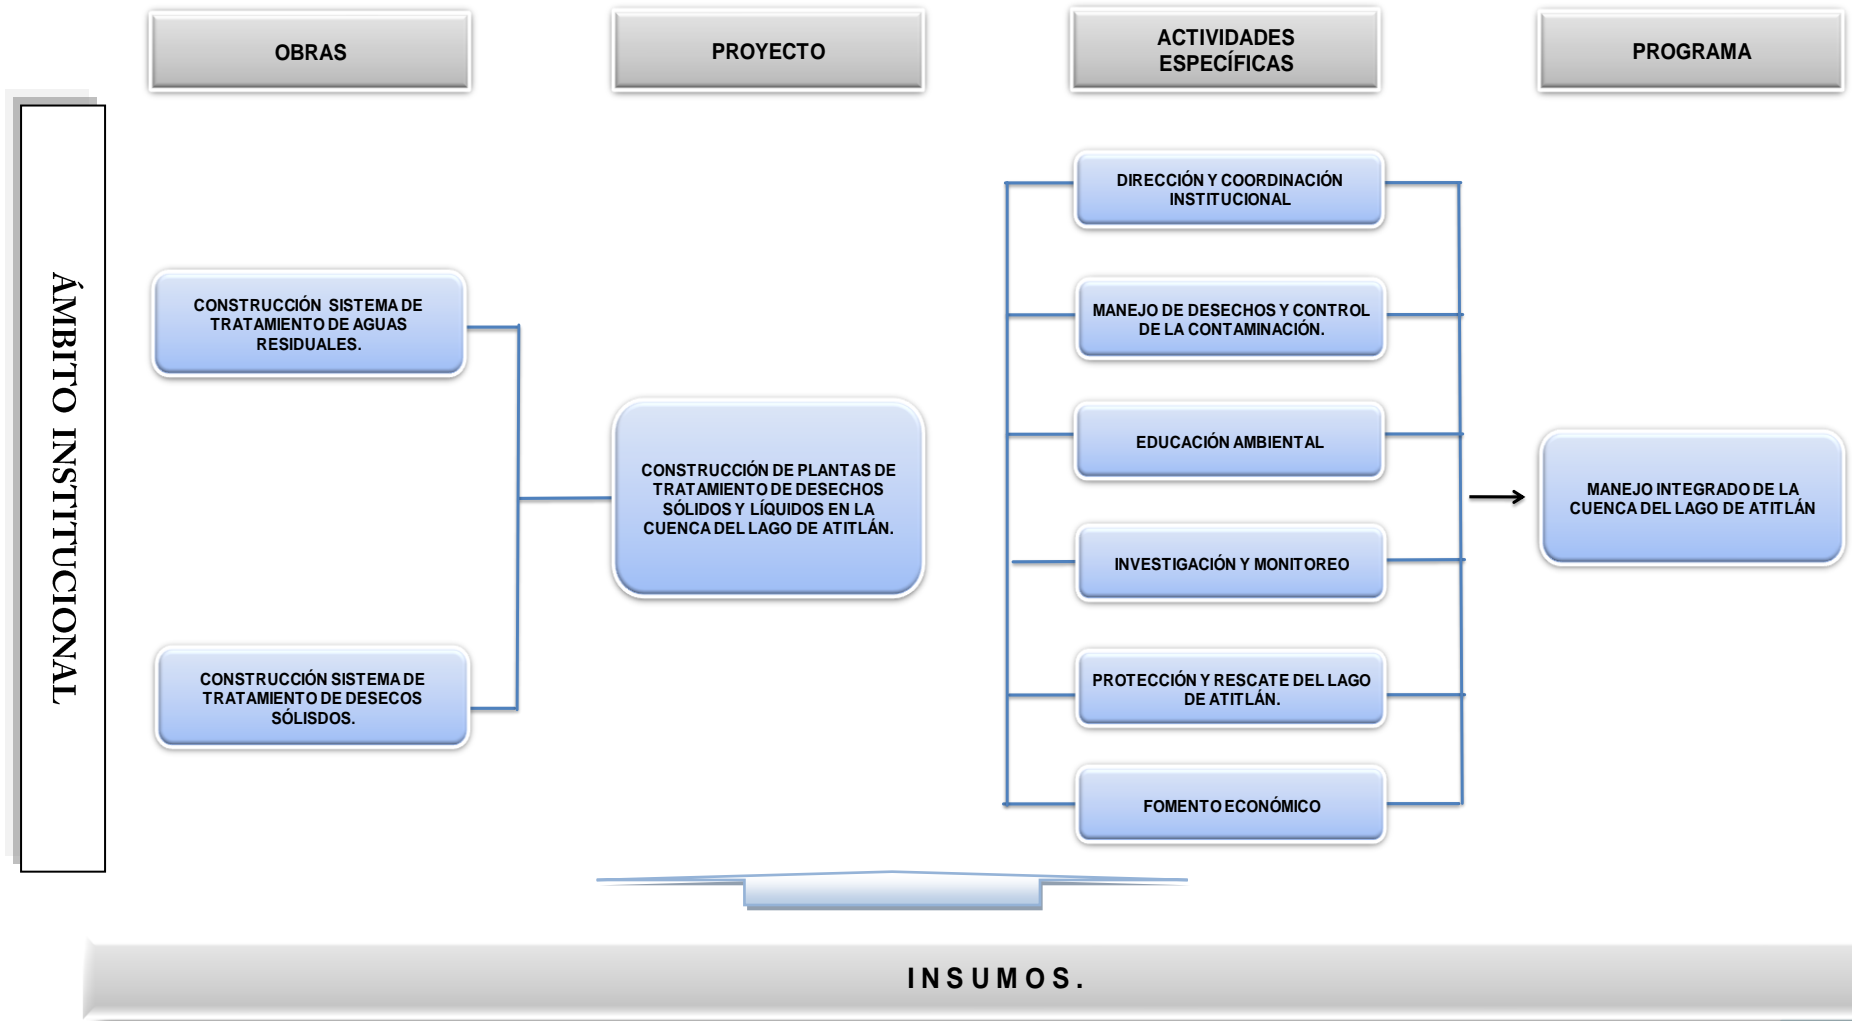 OBRAS
PROYECTO
ACTIVIDADES
ESPECÍFICAS
PROGRAMA
ÁMBITO INSTITUCIONAL
CONSTRUCCIÓN SISTEMA DE
TRATAMIENTO DE AGUAS
RESIDUALES.
CONSTRUCCIÓN SISTEMA DE
TRATAMIENTO DE DESECOS
SÓLISDOS.
CONSTRUCCIÓN DE PLANTAS DE
TRATAMIENTO DE DESECHOS
SÓLIDOS Y LÍQUIDOS EN LA
CUENCA DEL LAGO DE ATITLÁN.
DIRECCIÓN Y COORDINACIÓN
INSTITUCIONAL
MANEJO DE DESECHOS Y CONTROL
DE LA CONTAMINACIÓN.
EDUCACIÓN AMBIENTAL
INVESTIGACIÓN Y MONITOREO
PROTECCIÓN Y RESCATE DEL LAGO
DE ATITLÁN.
FOMENTO ECONÓMICO
MANEJO INTEGRADO DE LA
CUENCA DEL LAGO DE ATITLÁN
INSUMOS.